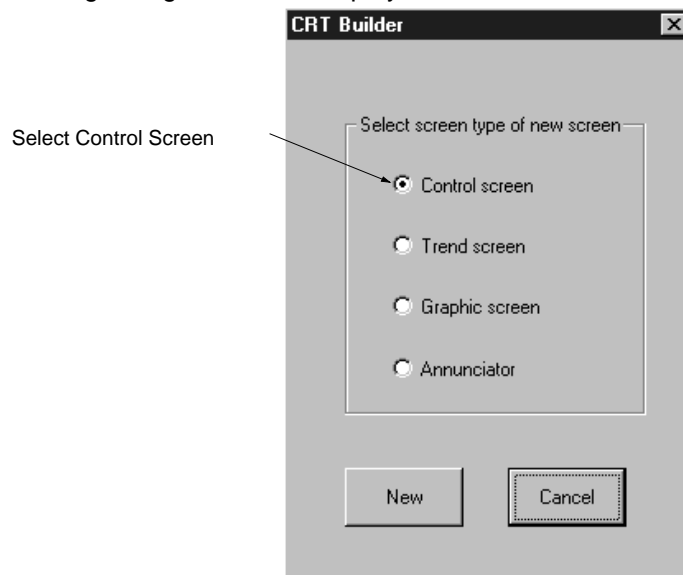 CRT Builder
Select screen type of new screen
Select Control Screen
Control screen
Trend screen
Graphic screen
Annunciator
New Cancel